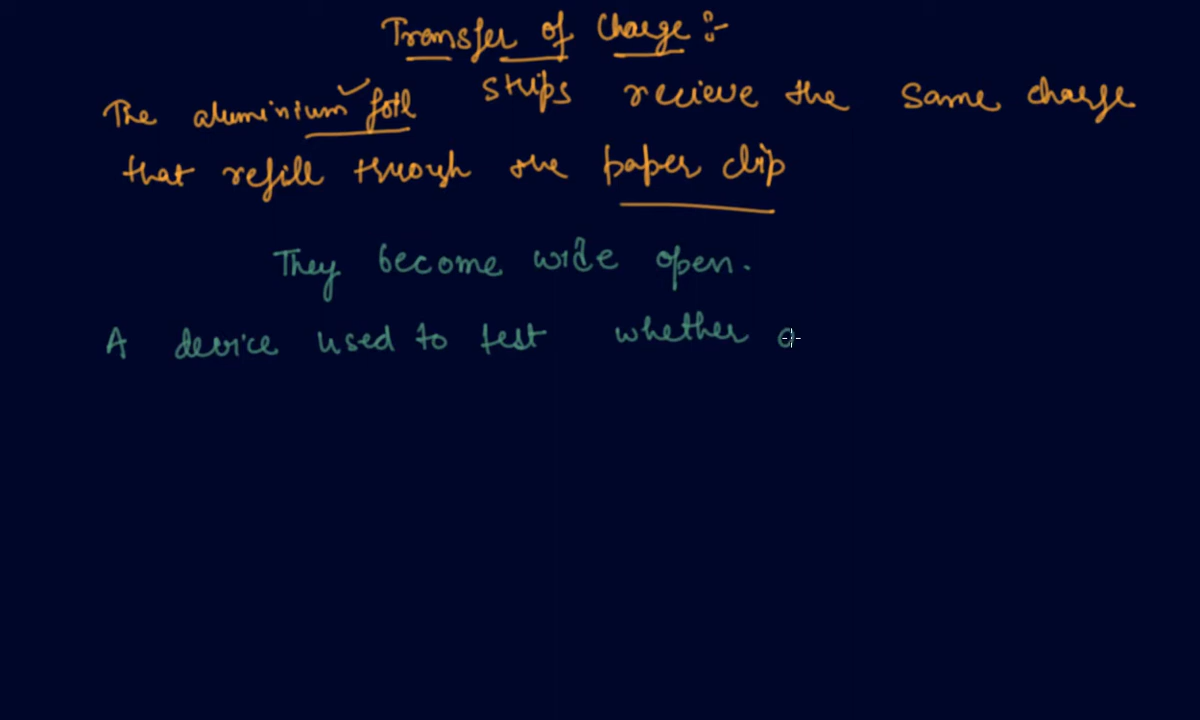 Transfer of Charge :-
The aluminium foil strips recieve the same charge
that refill through the paper clip
They become wide open.
A device used to test whether a